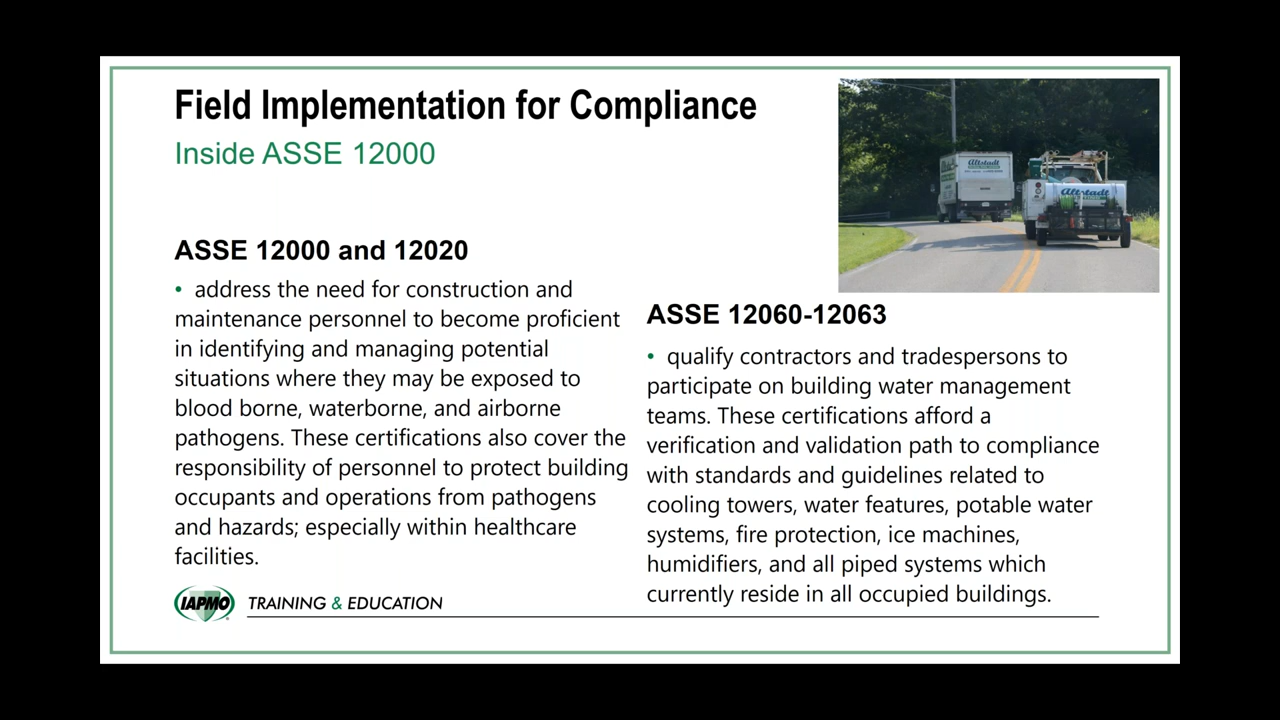 Field Implementation for Compliance
Inside ASSE 12000
Altstadt
Altstadt
ASSE 12000 and 12020
• address the need for construction and
maintenance personnel to become proficient
in identifying and managing potential
situations where they may be exposed to
blood borne, waterborne, and airborne
pathogens. These certifications also cover the
responsibility of personnel to protect building
occupants and operations from pathogens
and hazards; especially within healthcare
facilities.
ASSE 12060-12063
• qualify contractors and tradespersons to
participate on building water management
teams. These certifications afford a
verification and validation path to compliance
with standards and guidelines related to
cooling towers, water features, potable water
systems, fire protection, ice machines,
humidifiers, and all piped systems which
currently reside in all occupied buildings.
IAPMO
TRAINING & EDUCATION